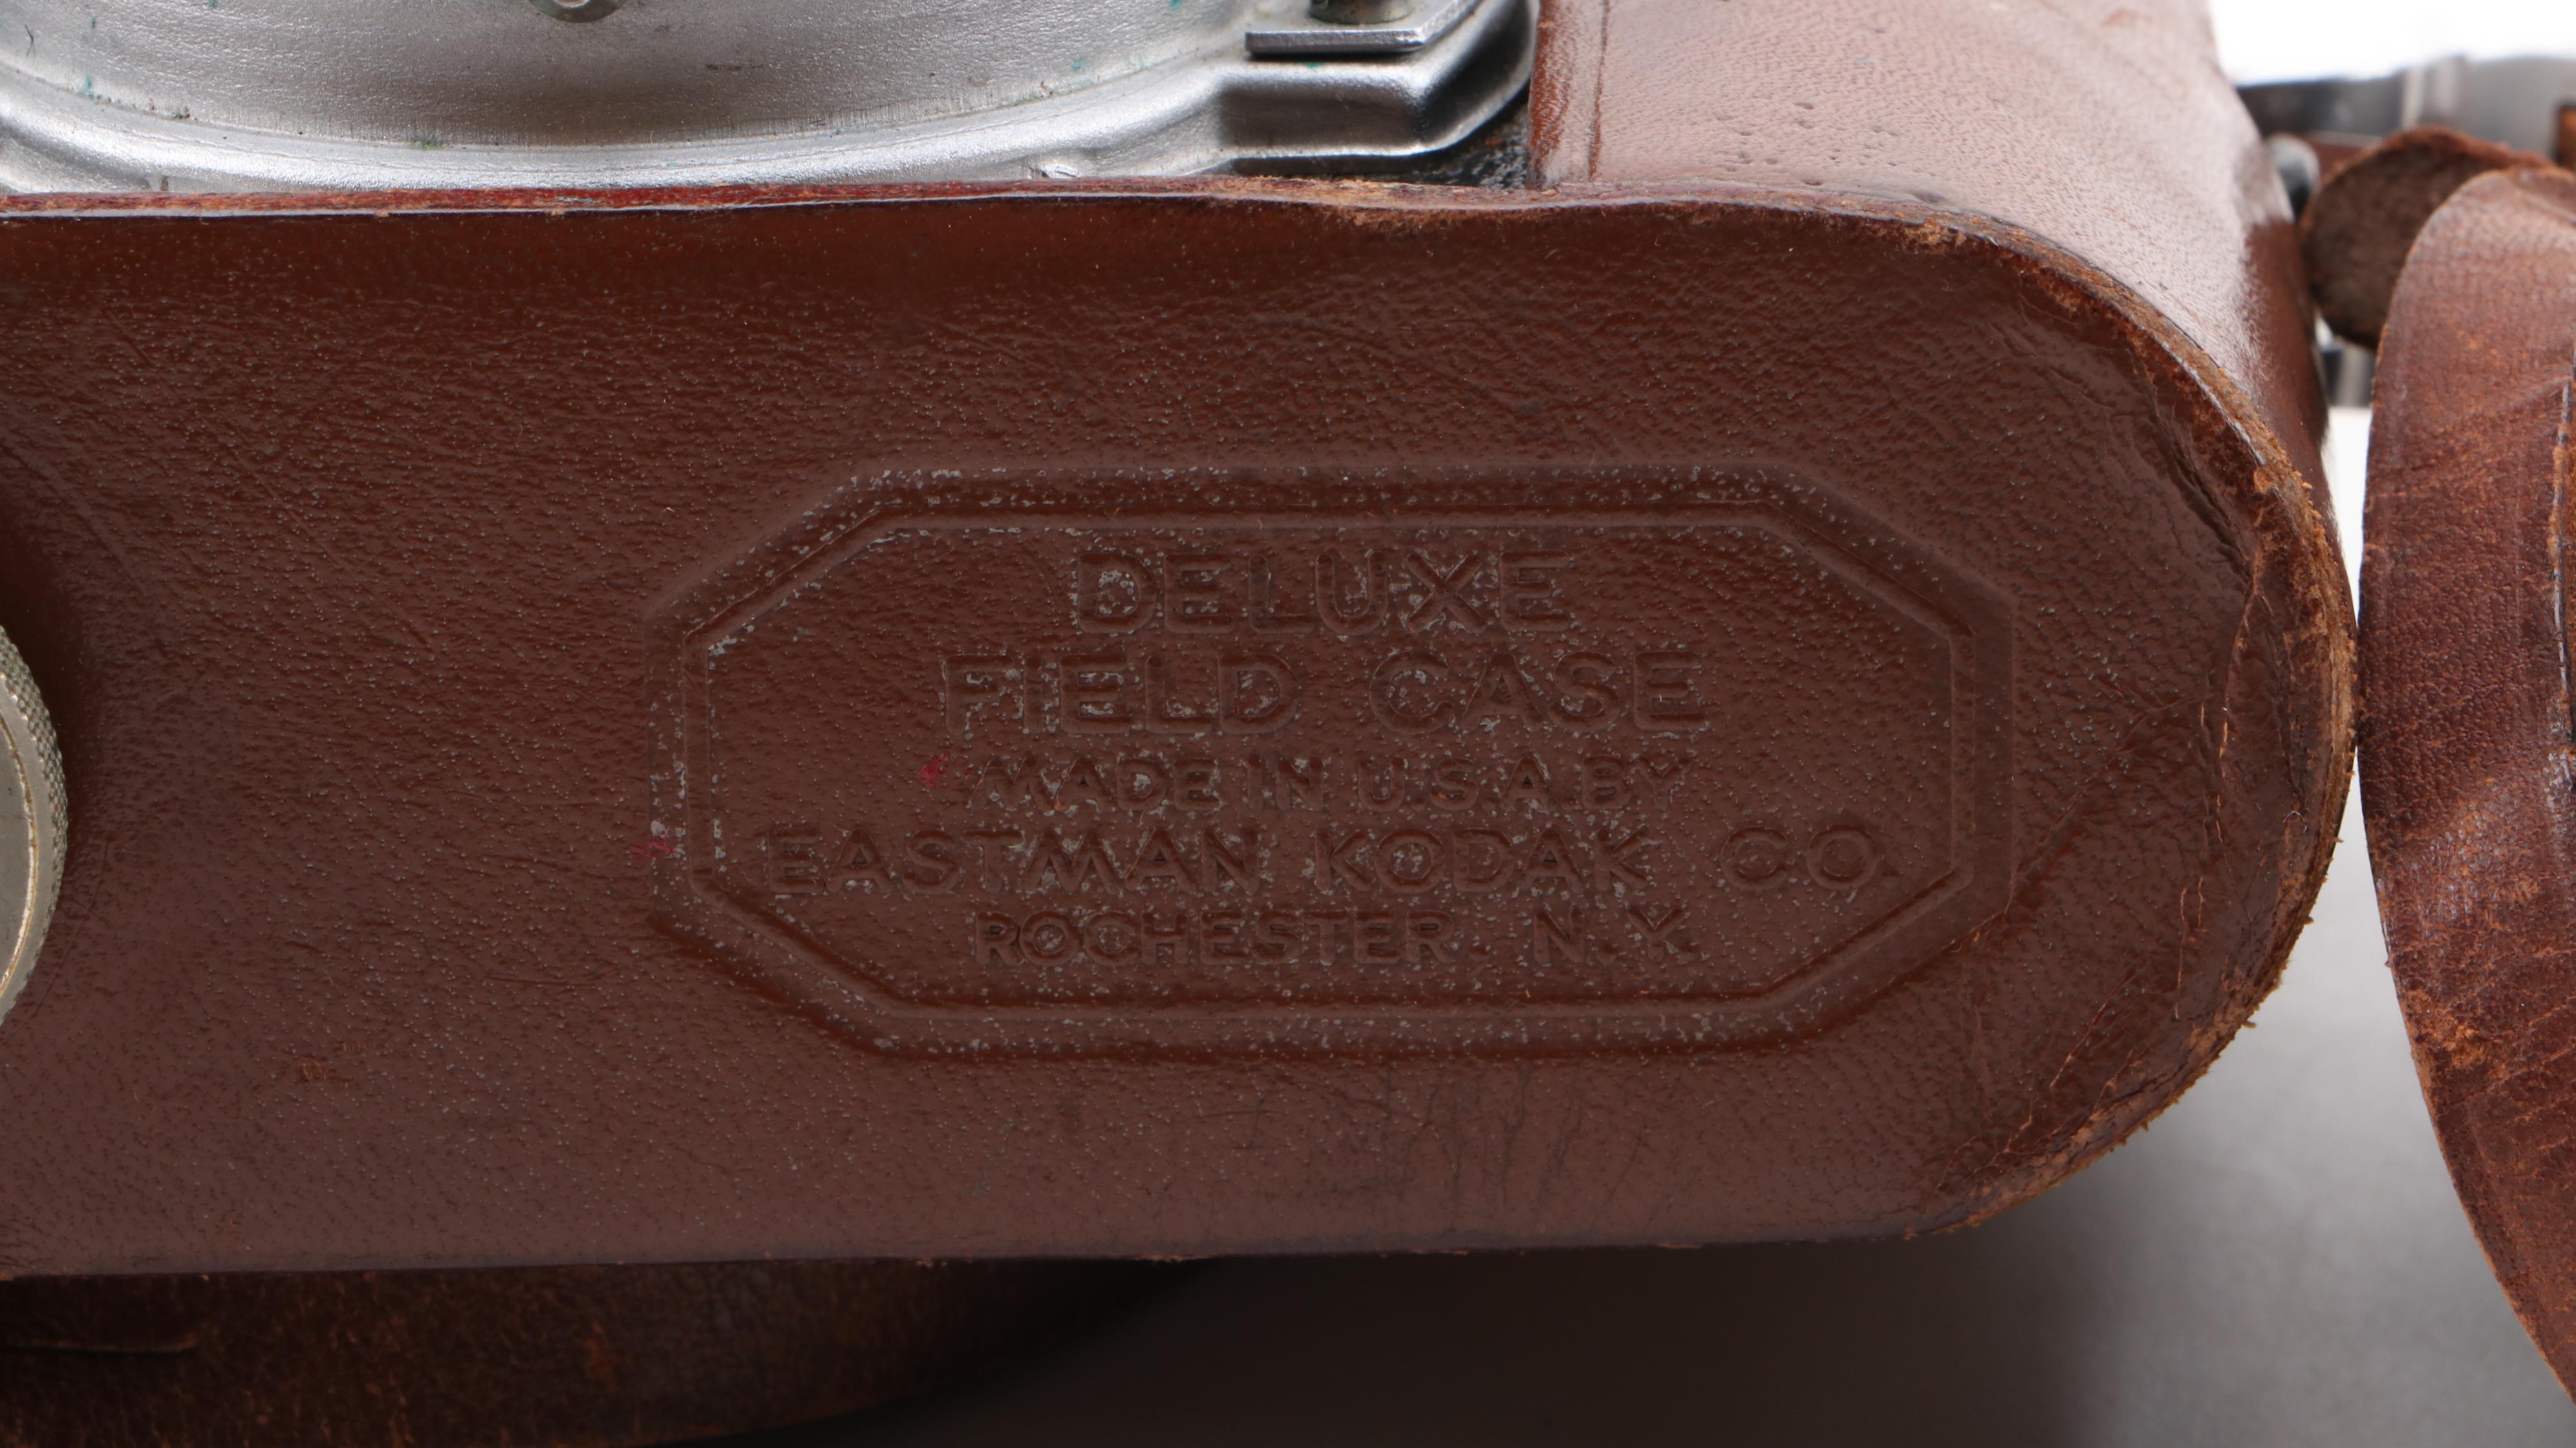 DELUXE
FIELD CASE
MADE IN U.S.A. BY
EASTMAN KODAK CO.
ROCHESTER, N.Y.